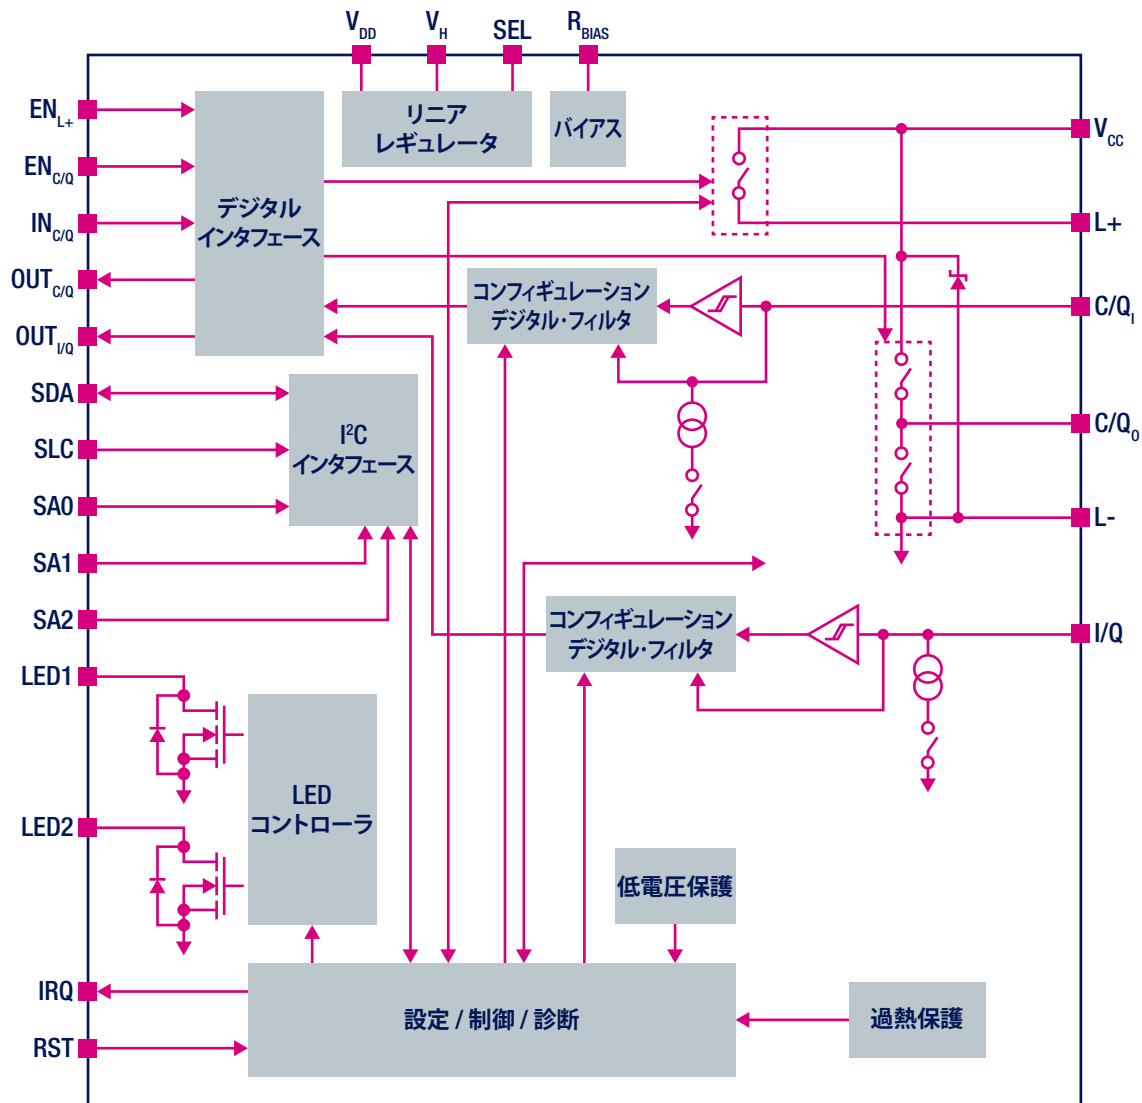 VDD
VH
SEL
RBIAS
リニア
レギュレータ
バイアス
ENL+
ENC/Q
INC/Q
OUTC/Q
OUTI/Q
SDA
SLC
SA0
SA1
SA2
LED1
LED2
IRQ
RST
デジタル
インタフェース
I²C
インタフェース
コンフィギュレーション
デジタル・フィルタ
コンフィギュレーション
デジタル・フィルタ
LED
コントローラ
低電圧保護
設定 / 制御 / 診断
過熱保護
VCC
L+
C/QI
C/QO
L-
I/Q